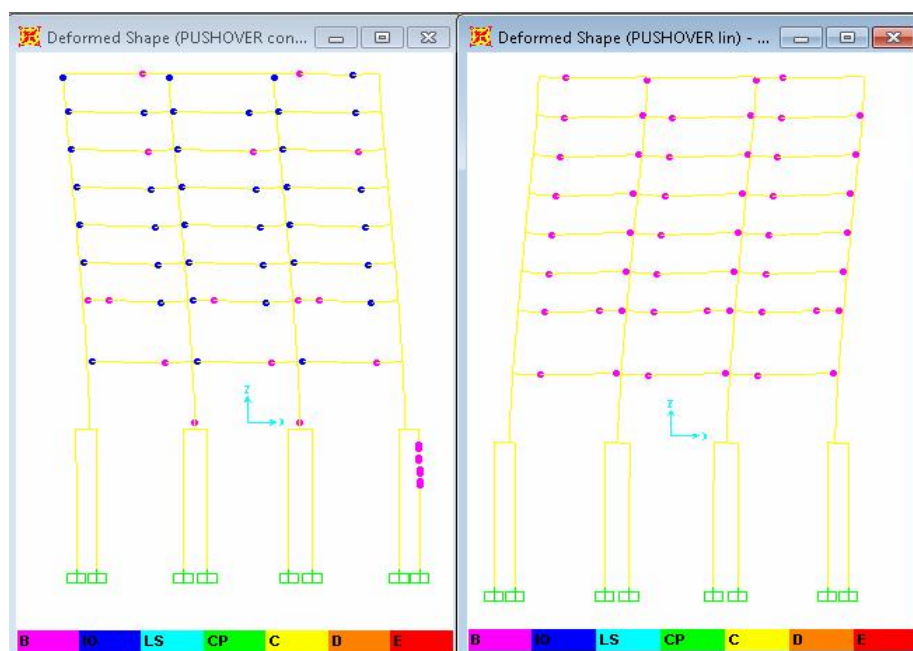 Deformed Shape (PUSHOVER con...
Deformed Shape (PUSHOVER lin) - ...
Z
X
Z
X
B IO LS CP C D E
B IO LS CP C D E